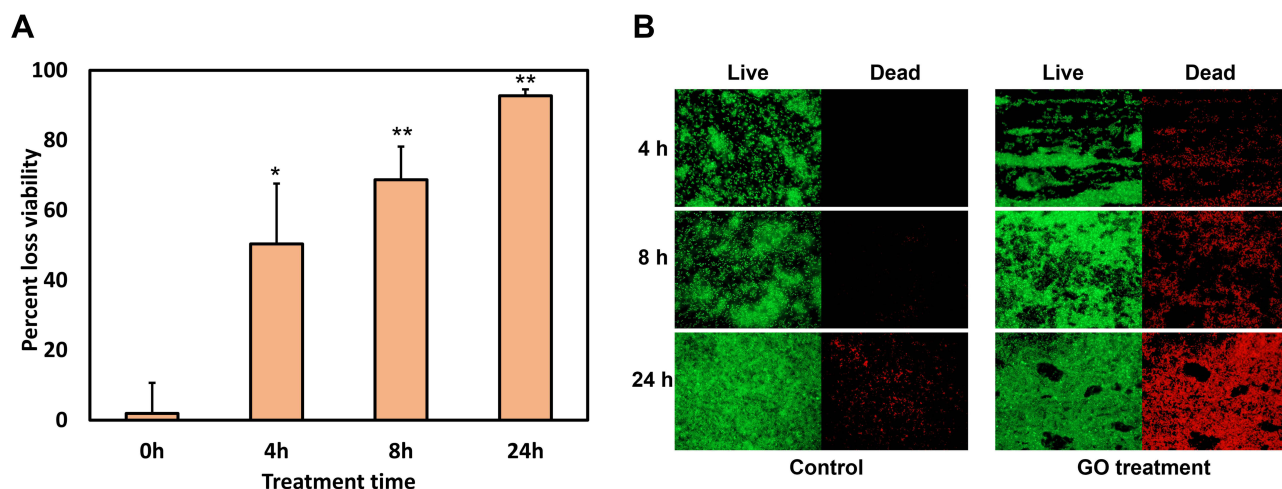 A
Percent loss viability
100
80
60
40
20
0
*
**
**
0h
4h
8h
24h
Treatment time
B
Live
Dead
Live
Dead
4 h
8 h
24 h
Control
GO treatment